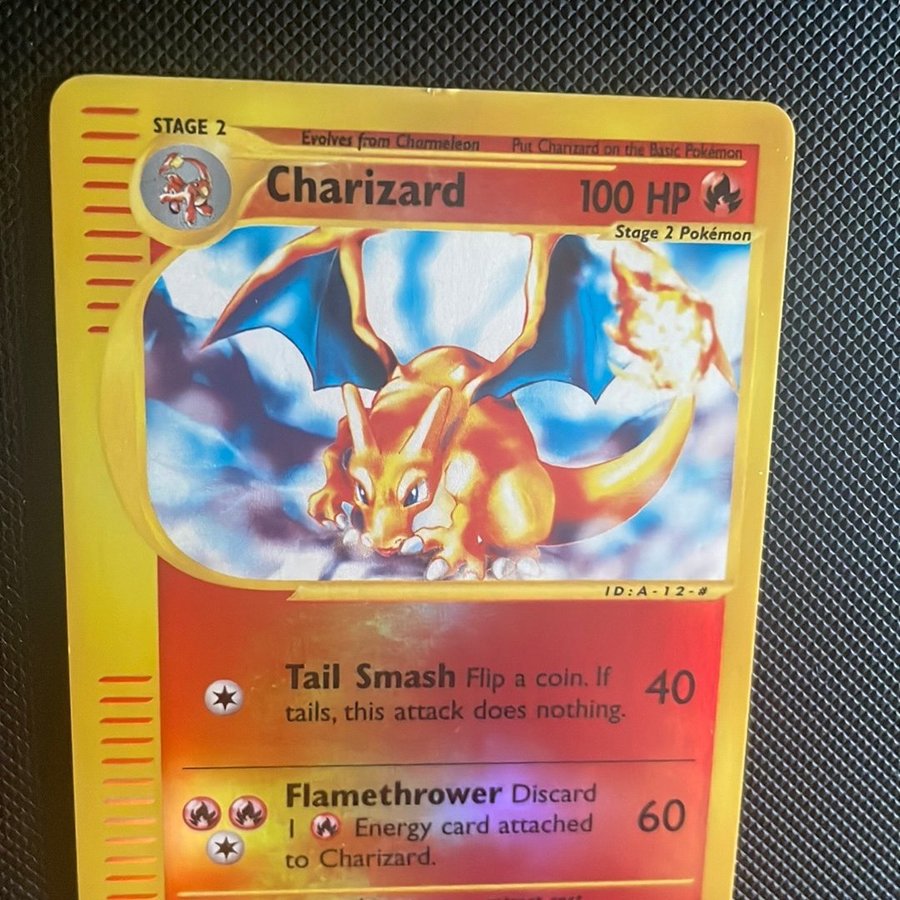 STAGE 2
Evolves from Charmeleon Put Charizard on the Basic Pokémon
Charizard 100 HP
Stage 2 Pokémon
ID:A-12-#
Tail Smash Flip a coin. If 40
tails, this attack does nothing.
Flamethrower Discard 60
1 Energy card attached
to Charizard.